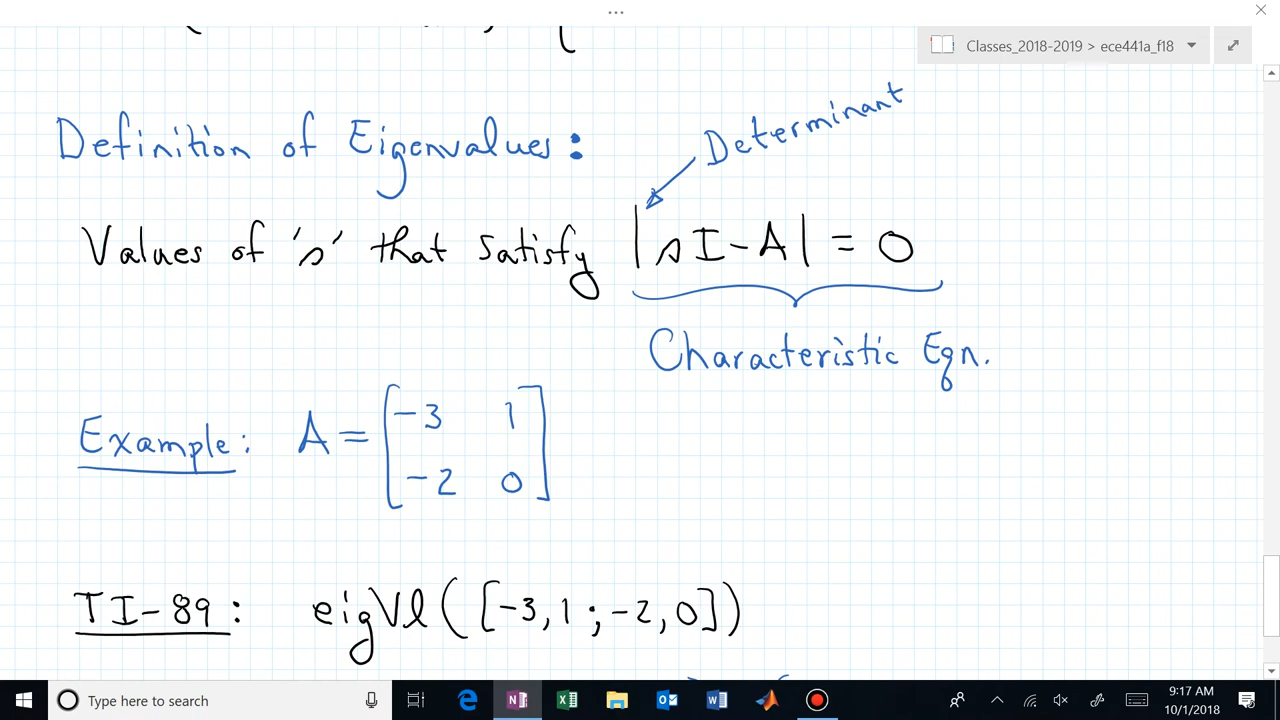 Classes_2018-2019 > ece441a_f18
Determinant
Definition of Eigenvalues:
Values of 's' that satisfy |sI-A| = 0
Characteristic Eqn.
Example: A = [-3 1
-2 0]
TI-89: eigVl([-3,1;-2,0])
Type here to search
9:17 AM
10/1/2018